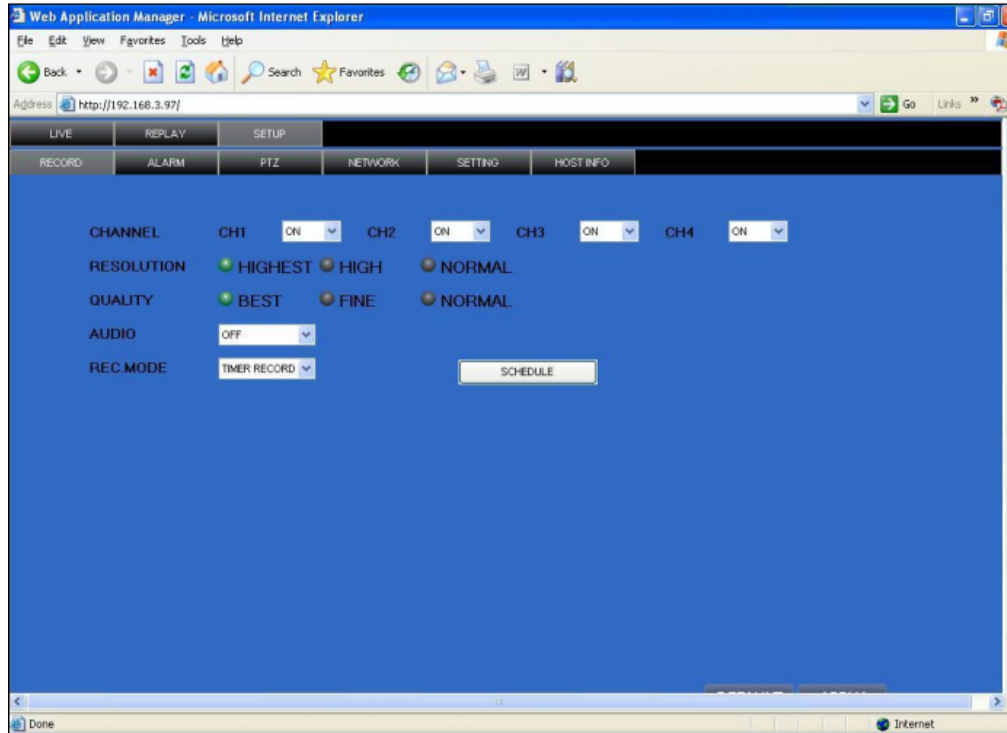 Web Application Manager - Microsoft Internet Explorer
File Edit View Favorites Tools Help
Back Search Favorites W
Address http://192.168.3.97/ Go Links »
LIVE REPLAY SETUP
RECORD ALARM PTZ NETWORK SETTING HOST INFO
CHANNEL CH1 ON CH2 ON CH3 ON CH4 ON
RESOLUTION HIGHEST HIGH NORMAL
QUALITY BEST FINE NORMAL
AUDIO OFF
REC.MODE TIMER RECORD SCHEDULE
Done Internet